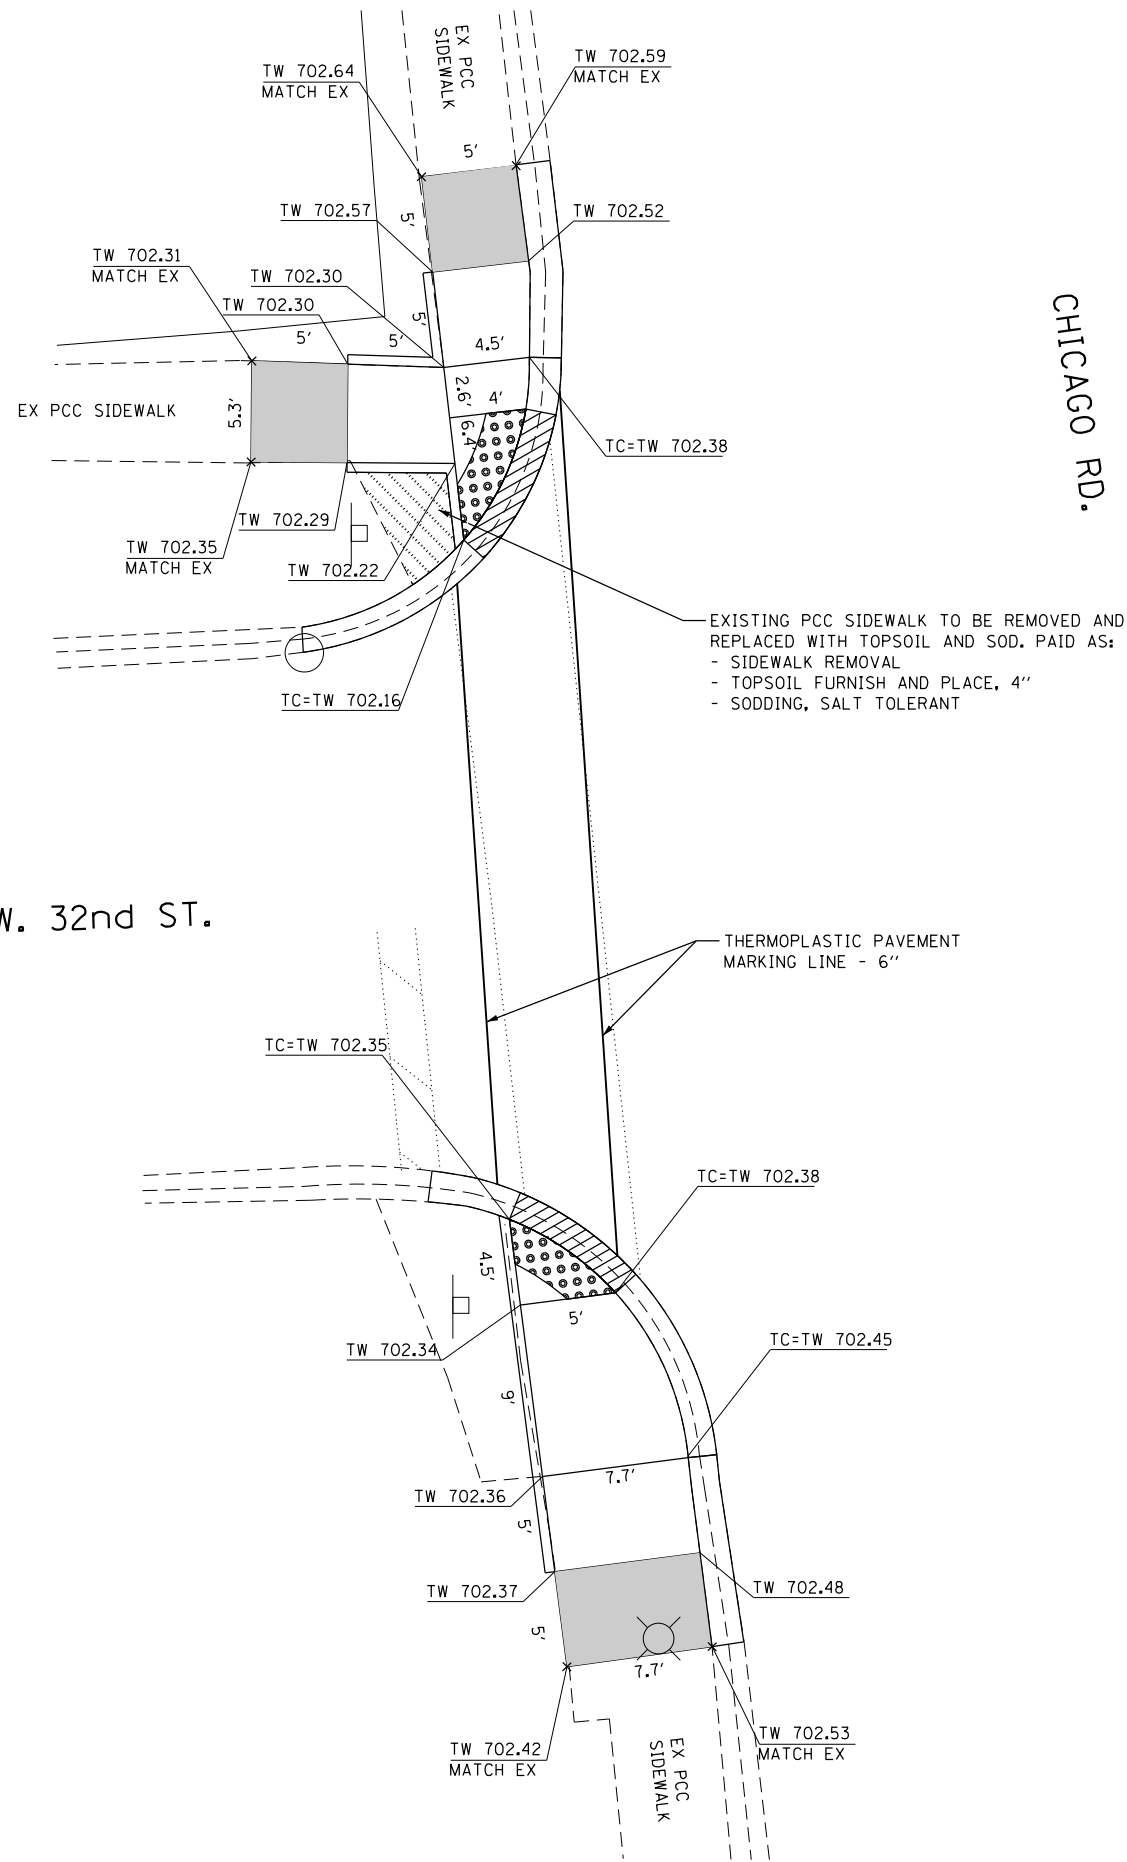 EX PCC
SIDEWALK
TW 702.59
MATCH EX
TW 702.64
MATCH EX
5'
5'
TW 702.57
TW 702.52
TW 702.31
MATCH EX
TW 702.30
TW 702.30
5'
5'
5'
4.5'
CHICAGO RD.
EX PCC SIDEWALK
5.3'
2.6'
4'
6.4'
TC=TW 702.38
TW 702.29
TW 702.35
MATCH EX
TW 702.22
EXISTING PCC SIDEWALK TO BE REMOVED AND
REPLACED WITH TOPSOIL AND SOD. PAID AS:
- SIDEWALK REMOVAL
- TOPSOIL FURNISH AND PLACE, 4"
- SODDING, SALT TOLERANT
TC=TW 702.16
W. 32nd ST.
THERMOPLASTIC PAVEMENT
MARKING LINE - 6"
TC=TW 702.35
TC=TW 702.38
4.5'
5'
TW 702.34
TC=TW 702.45
9'
7.7'
TW 702.36
5'
TW 702.37
TW 702.48
5'
7.7'
TW 702.42
MATCH EX
TW 702.53
MATCH EX
EX PCC
SIDEWALK